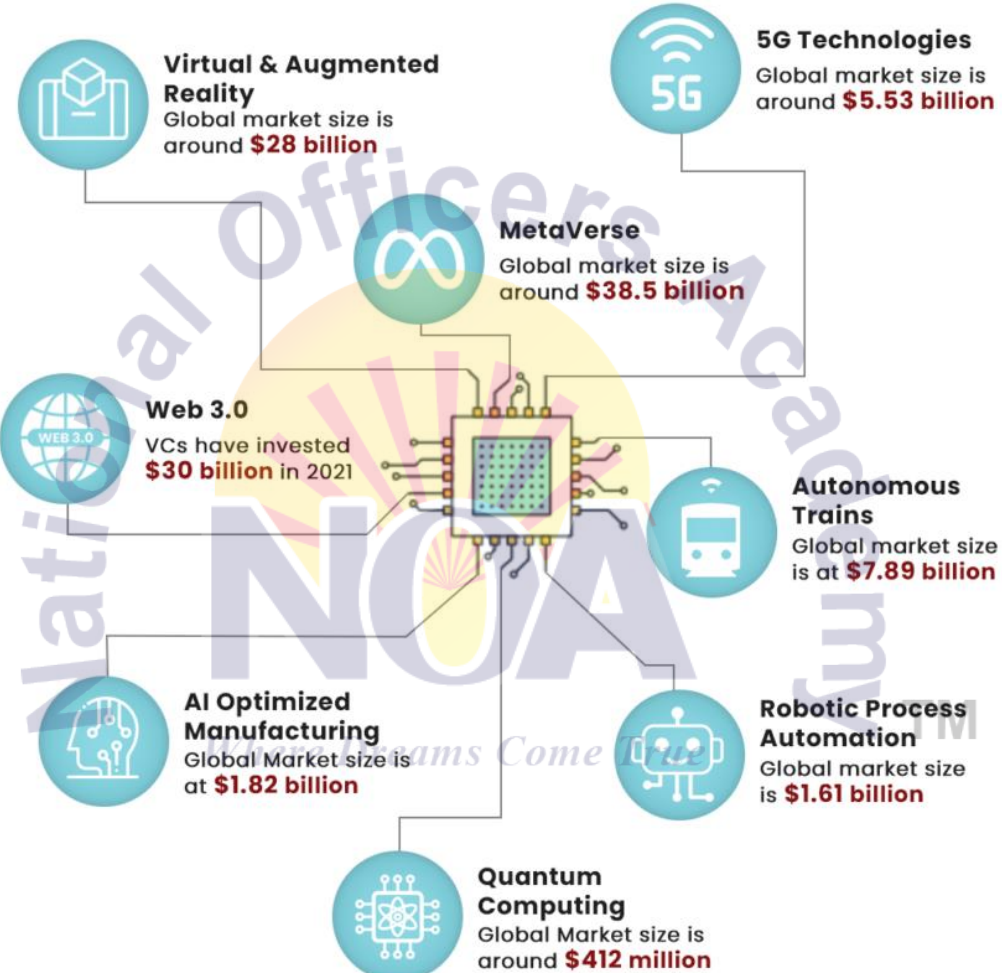 Virtual & Augmented
Reality
Global market size is
around $28 billion
5G
5G Technologies
Global market size is
around $5.53 billion
MetaVerse
Global market size is
around $38.5 billion
WEB 3.0
Web 3.0
VCs have invested
$30 billion in 2021
Autonomous
Trains
Global market size
is at $7.89 billion
AI Optimized
Manufacturing
Global Market size is
at $1.82 billion
Robotic Process
Automation
Global market size
is $1.61 billion
Quantum
Computing
Global Market size is
around $412 million
National Officers Academy
NOA
Where Dreams Come True
TM